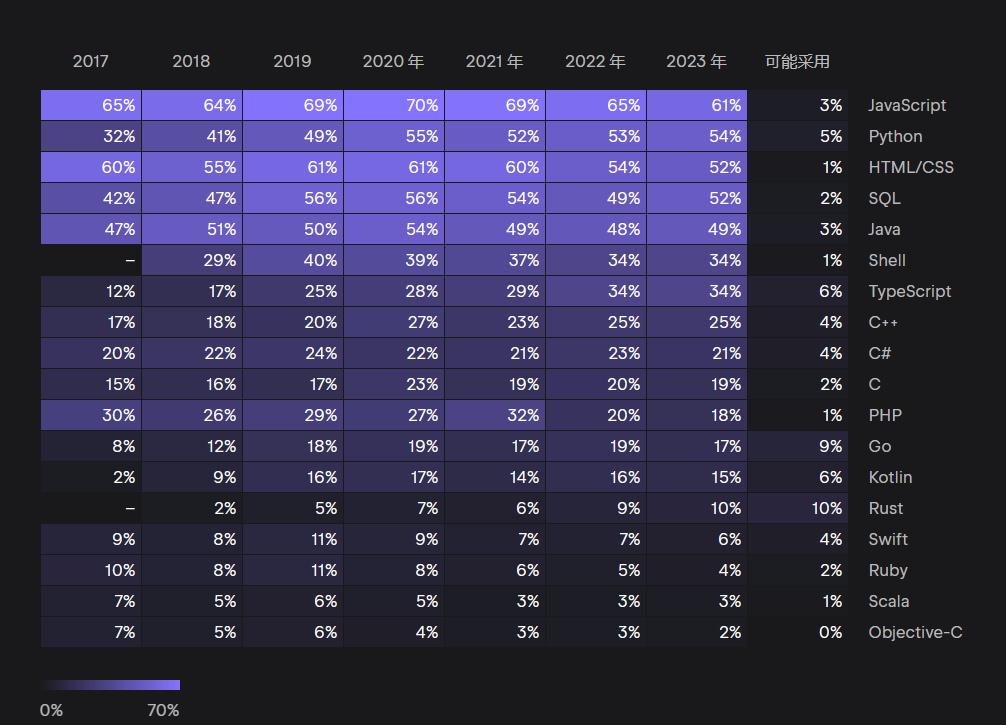 2017 2018 2019 2020 年 2021 年 2022 年 2023 年 可能采用
65% 64% 69% 70% 69% 65% 61% 3% JavaScript
32% 41% 49% 55% 52% 53% 54% 5% Python
60% 55% 61% 61% 60% 54% 52% 1% HTML/CSS
42% 47% 56% 56% 54% 49% 52% 2% SQL
47% 51% 50% 54% 49% 48% 49% 3% Java
– 29% 40% 39% 37% 34% 34% 1% Shell
12% 17% 25% 28% 29% 34% 34% 6% TypeScript
17% 18% 20% 27% 23% 25% 25% 4% C++
20% 22% 24% 22% 21% 23% 21% 4% C#
15% 16% 17% 23% 19% 20% 19% 2% C
30% 26% 29% 27% 32% 20% 18% 1% PHP
8% 12% 18% 19% 17% 19% 17% 9% Go
2% 9% 16% 17% 14% 16% 15% 6% Kotlin
– 2% 5% 7% 6% 9% 10% 10% Rust
9% 8% 11% 9% 7% 7% 6% 4% Swift
10% 8% 11% 8% 6% 5% 4% 2% Ruby
7% 5% 6% 5% 3% 3% 3% 1% Scala
7% 5% 6% 4% 3% 3% 2% 0% Objective-C
0% 70%